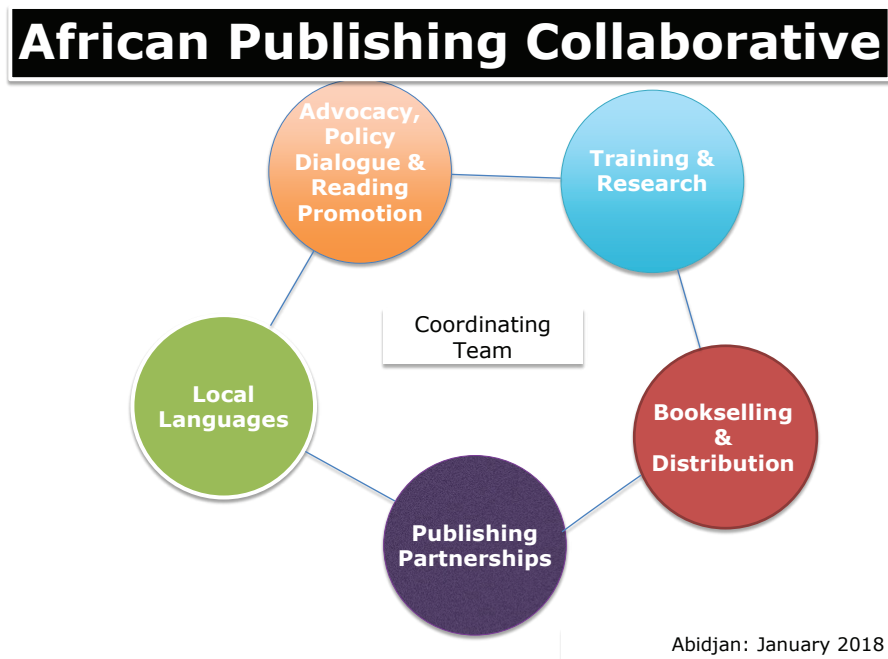 African Publishing Collaborative
Advocacy,
Policy
Dialogue &
Reading
Promotion
Training &
Research
Coordinating
Team
Local
Languages
Bookselling
&
Distribution
Publishing
Partnerships
Abidjan: January 2018